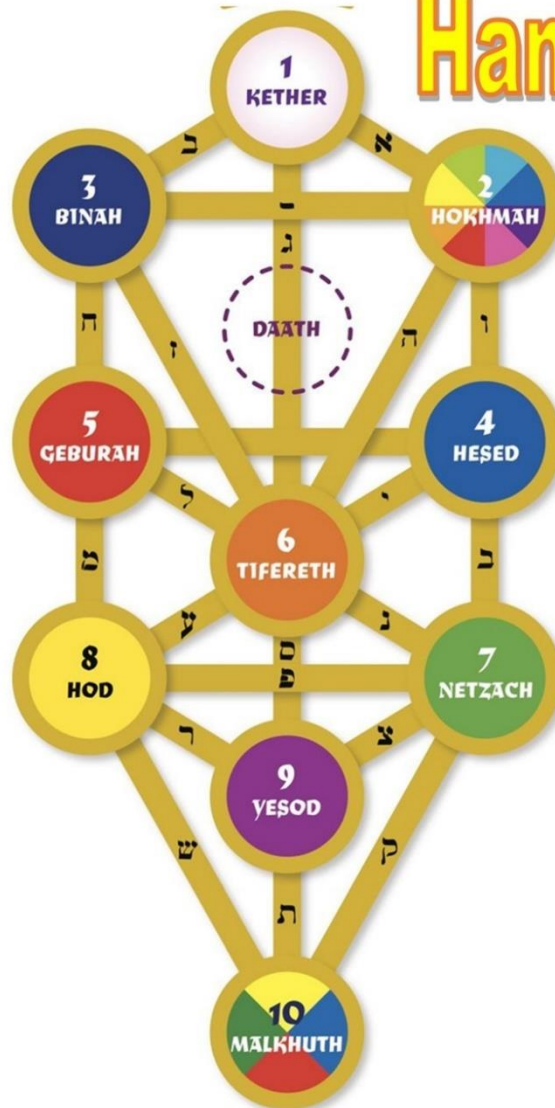 Han
1
KETHER
ב
א
3
BINAH
2
HOKHMAH
ג
ח
ז
DAATH
ה
ו
5
GEBURAH
4
HESED
ל
י
6
TIFERETH
מ
ע
נ
כ
8
HOD
ס
פ
7
NETZACH
ר
צ
9
YESOD
ש
ק
ת
10
MALKHUTH